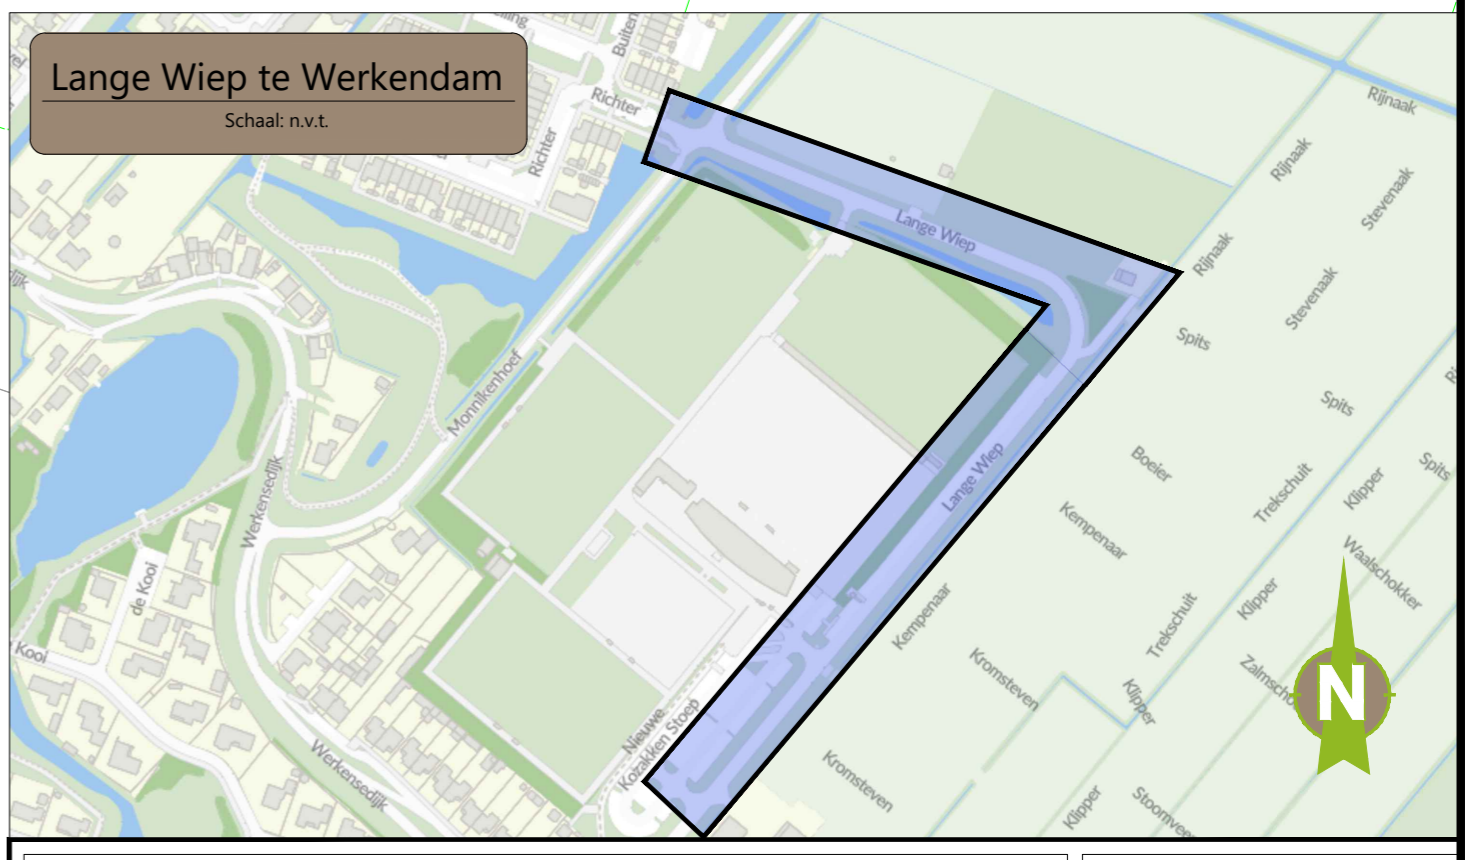 Lange Wiep te Werkendam
Schaal: n.v.t.
Buiten
Richter
Richter
Rijnaak
Rijnaak
Stevenaak
Lange Wiep
Rijnaak
Stevenaak
Spits
Monnikenhoef
Spits
Boeier
Spits
Werkensedijk
Lange Wiep
Trekschuit
Klipper
Kempenaar
Waalschokker
de Kooi
Kempenaar
Trekschuit
Klipper
Kooi
Kromsteven
Klipper
N
Nieuwe
Kozakken Stoep
Werkensedijk
Kromsteven
Klipper